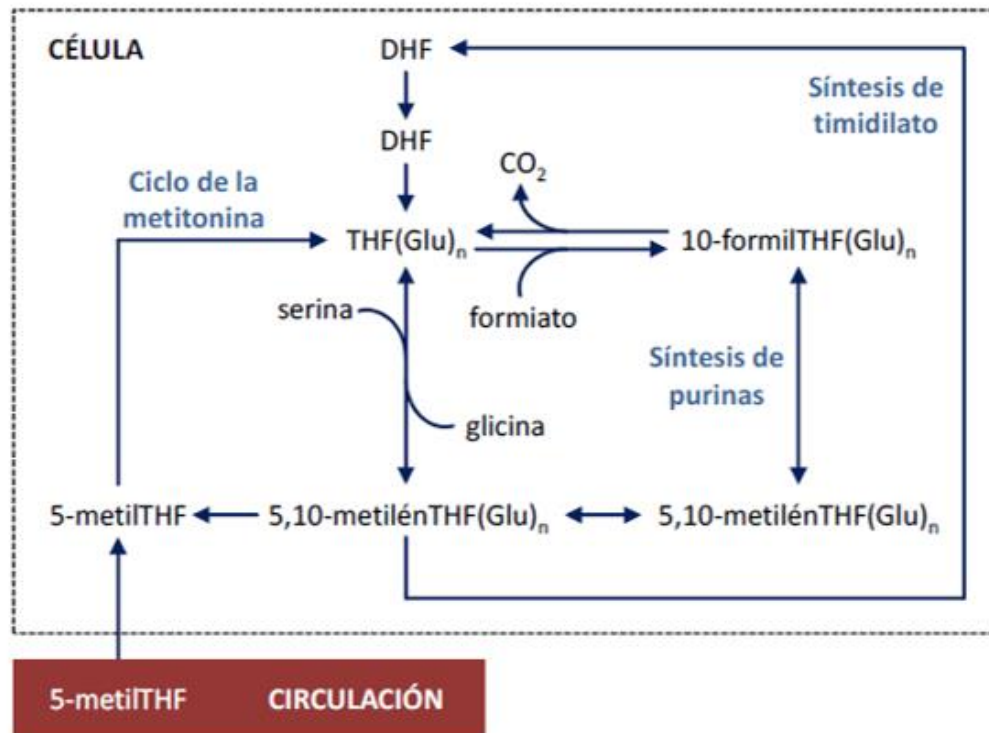 CÉLULA
DHF
Síntesis de
timidilato
DHF
CO₂
Ciclo de la
metitonina
THF(Glu)ₙ
10-formilTHF(Glu)ₙ
serina
formiato
Síntesis de
purinas
glicina
5-metilTHF
5,10-metilénTHF(Glu)ₙ
5,10-metilénTHF(Glu)ₙ
5-metilTHF
CIRCULACIÓN